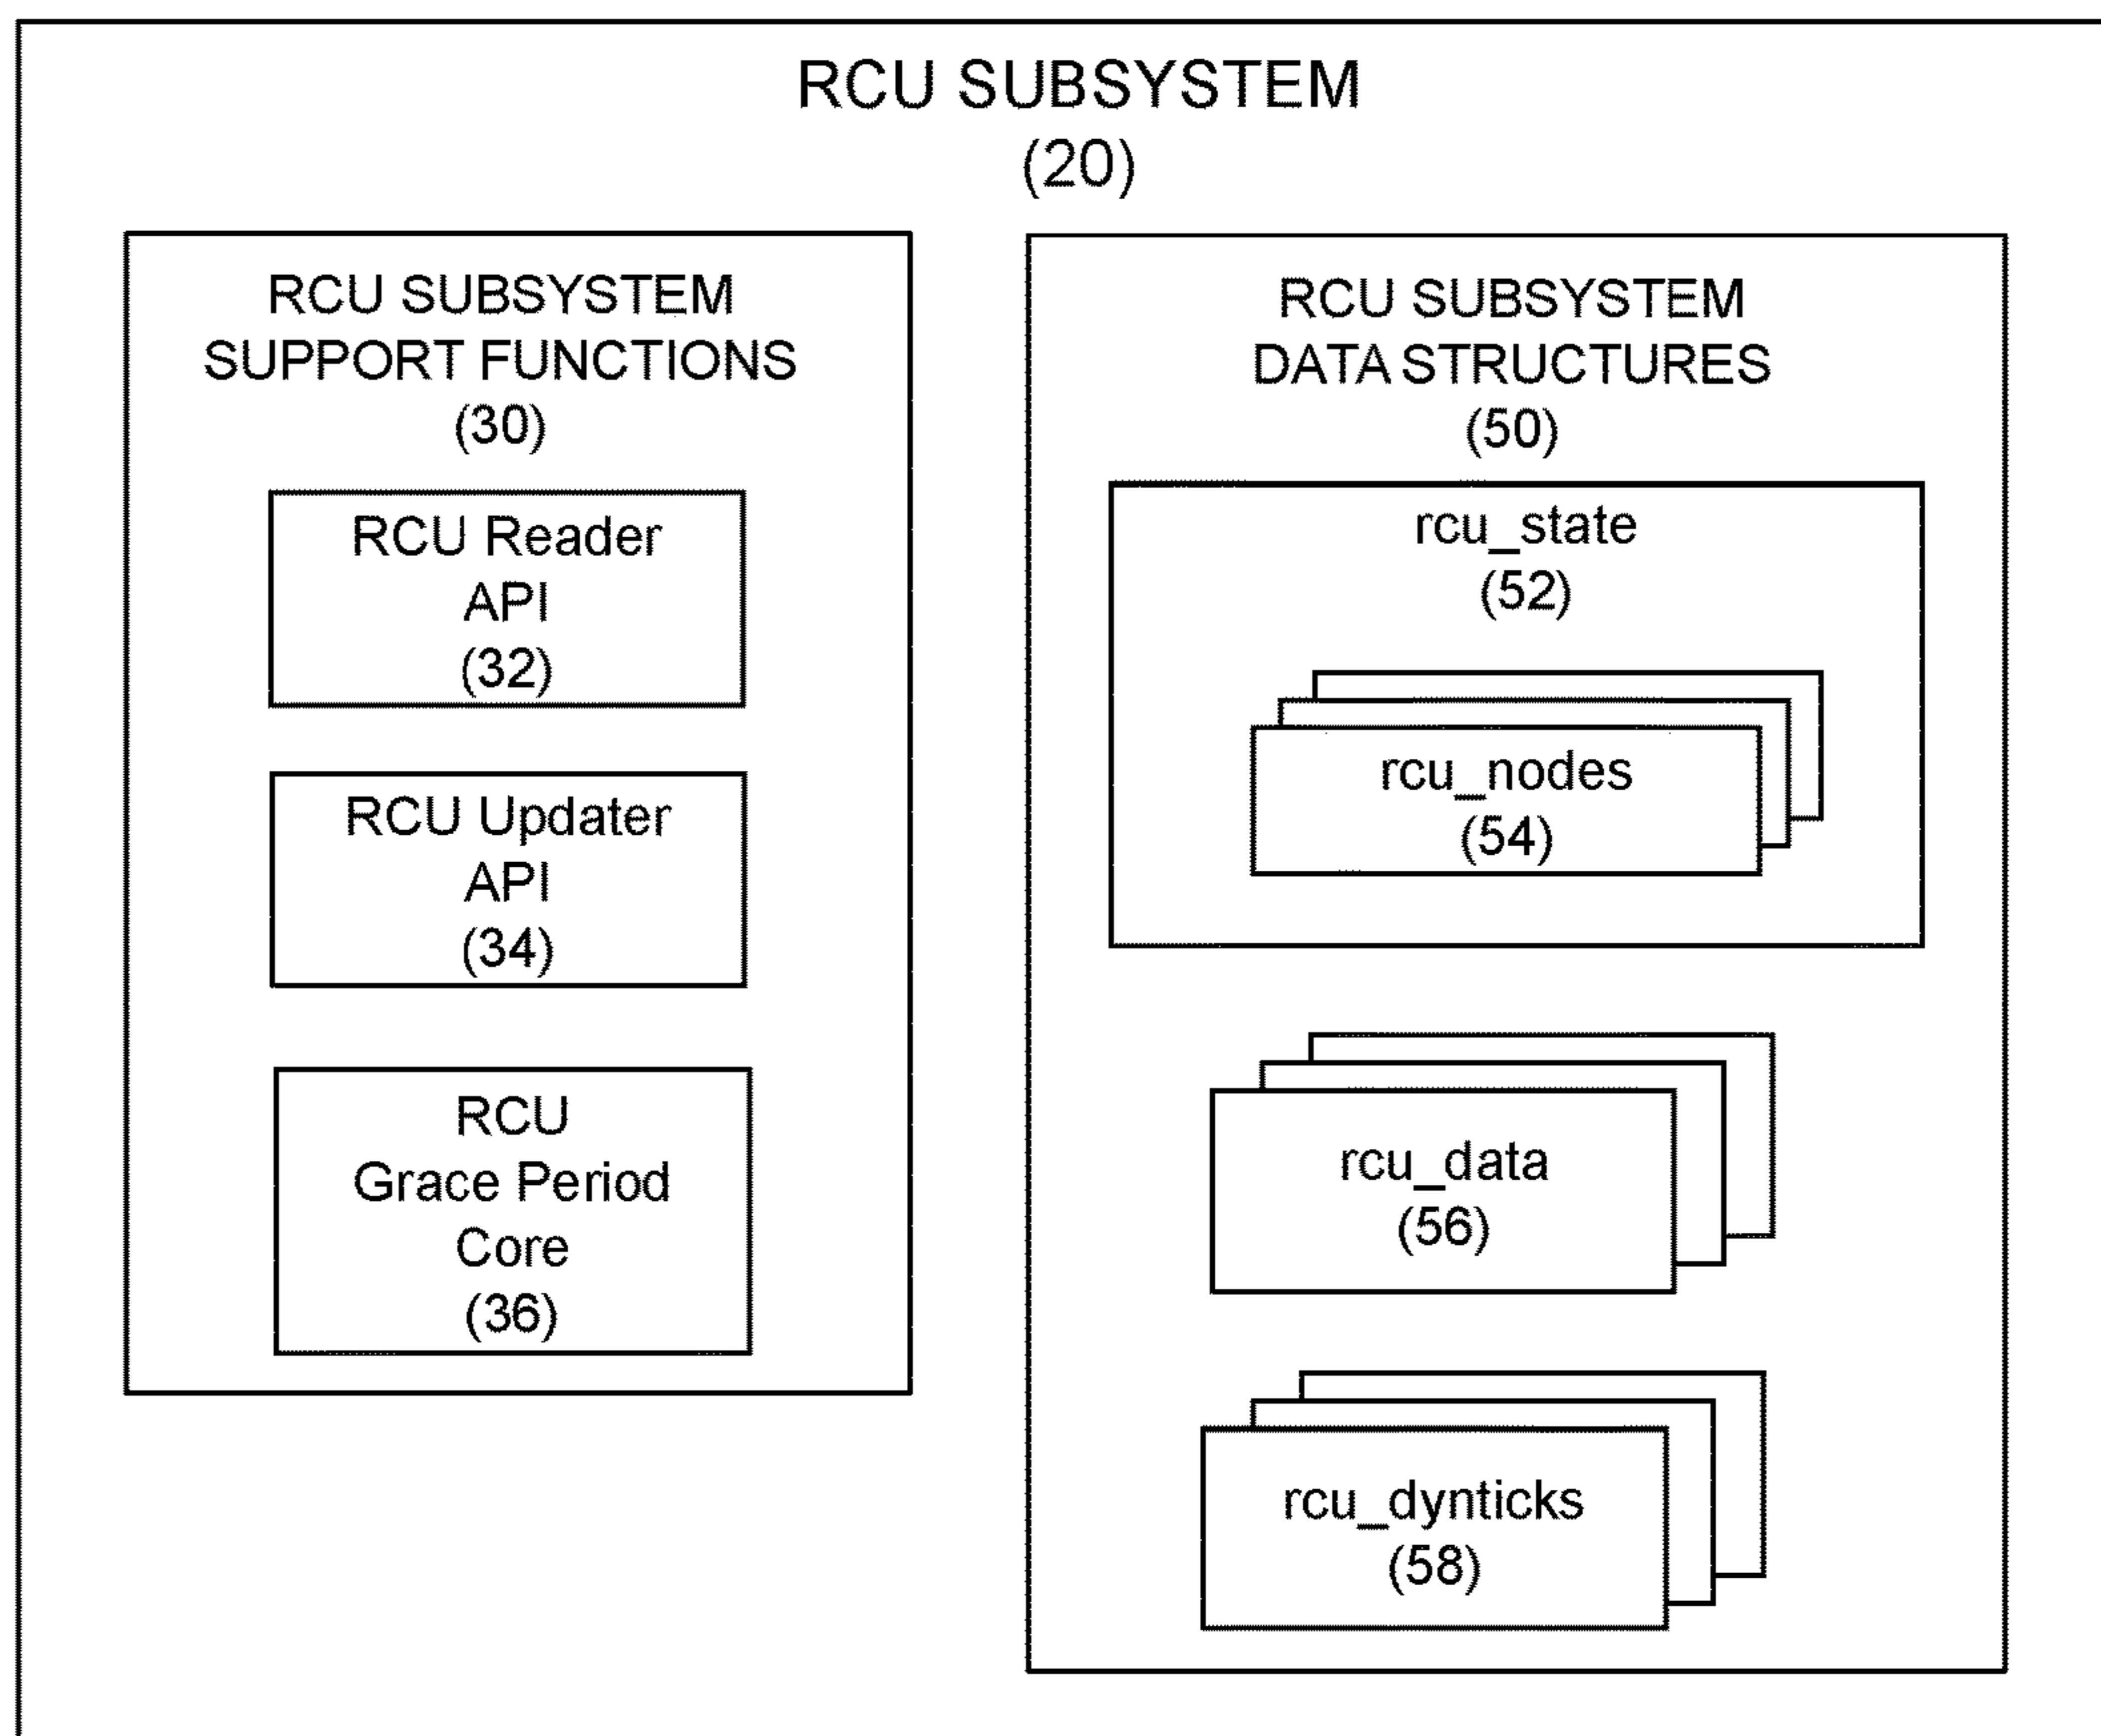 RCU SUBSYSTEM
(20)
RCU SUBSYSTEM
SUPPORT FUNCTIONS
(30)
RCU Reader
API
(32)
RCU Updater
API
(34)
RCU
Grace Period
Core
(36)
RCU SUBSYSTEM
DATA STRUCTURES
(50)
rcu_state
(52)
rcu_nodes
(54)
rcu_data
(56)
rcu_dynticks
(58)